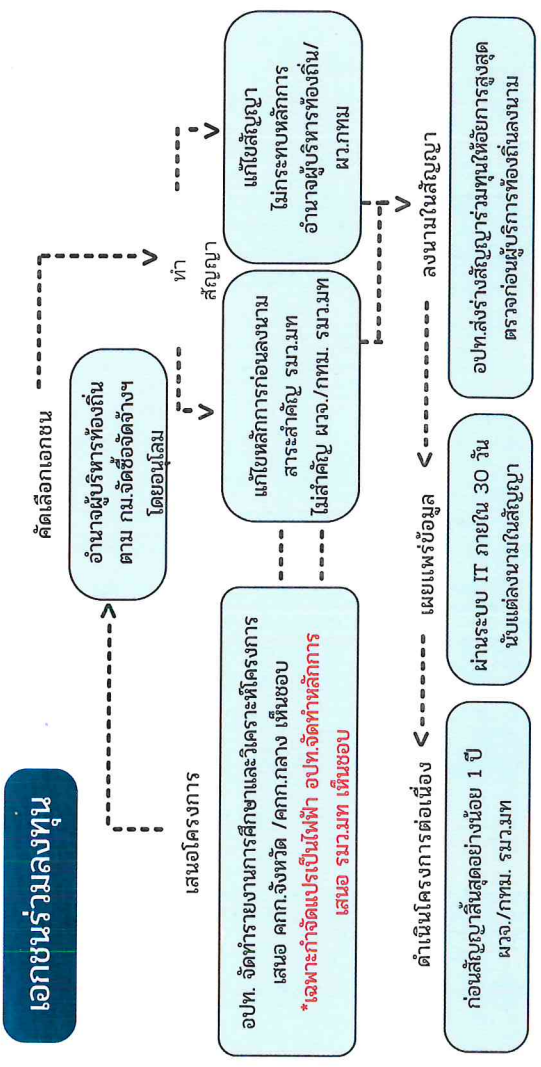 เอกชนร่วมลงทุน
เสนอโครงการ
อปท. จัดทำรายงานการศึกษาและวิเคราะห์โครงการ
เสนอ คกก.จังหวัด /คกก.กลาง เห็นชอบ
*เฉพาะกำจัดแปรเป็นไฟฟ้า อปท.จัดทำหลักการ
เสนอ รมว.มท เห็นชอบ
คัดเลือกเอกชน
อำนาจผู้บริหารท้องถิ่น
ตาม กม.จัดซื้อจัดจ้างฯ
โดยอนุโลม
ทำ
สัญญา
แก้ไขหลักการก่อนลงนาม
สาระสำคัญ รมว.มท
ไม่สำคัญ ผวจ./กทม. รมว.มท
แก้ไขสัญญา
ไม่กระทบหลักการ
อำนาจผู้บริหารท้องถิ่น/
ผว.กทม
ลงนามในสัญญา
อปท.ส่งร่างสัญญาร่วมทุนให้อัยการสูงสุด
ตรวจก่อนผู้บริการท้องถิ่นลงนาม
เผยแพร่ข้อมูล
ผ่านระบบ IT ภายใน 30 วัน
นับแต่ลงนามในสัญญา
ดำเนินโครงการต่อเนื่อง
ก่อนสัญญาสิ้นสุดอย่างน้อย 1 ปี
ผวจ./กทม. รมว.มท